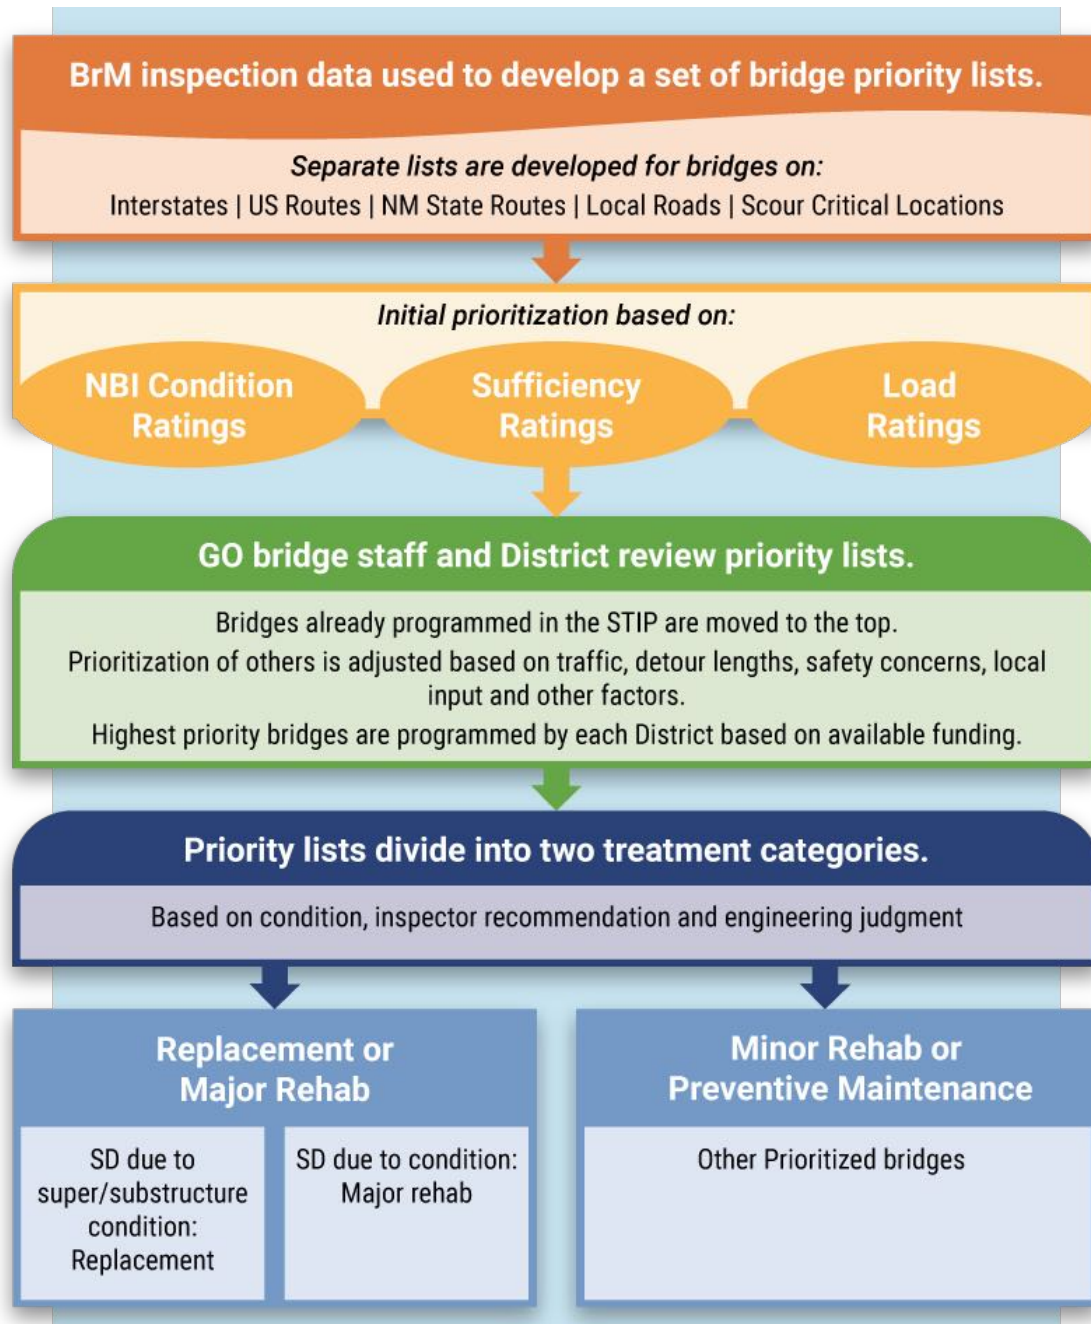 BrM inspection data used to develop a set of bridge priority lists.
Separate lists are developed for bridges on:
Interstates | US Routes | NM State Routes | Local Roads | Scour Critical Locations
Initial prioritization based on:
NBI Condition
Ratings
Sufficiency
Ratings
Load
Ratings
GO bridge staff and District review priority lists.
Bridges already programmed in the STIP are moved to the top.
Prioritization of others is adjusted based on traffic, detour lengths, safety concerns, local
input and other factors.
Highest priority bridges are programmed by each District based on available funding.
Priority lists divide into two treatment categories.
Based on condition, inspector recommendation and engineering judgment
Replacement or
Major Rehab
SD due to
super/substructure
condition:
Replacement
SD due to condition:
Major rehab
Minor Rehab or
Preventive Maintenance
Other Prioritized bridges